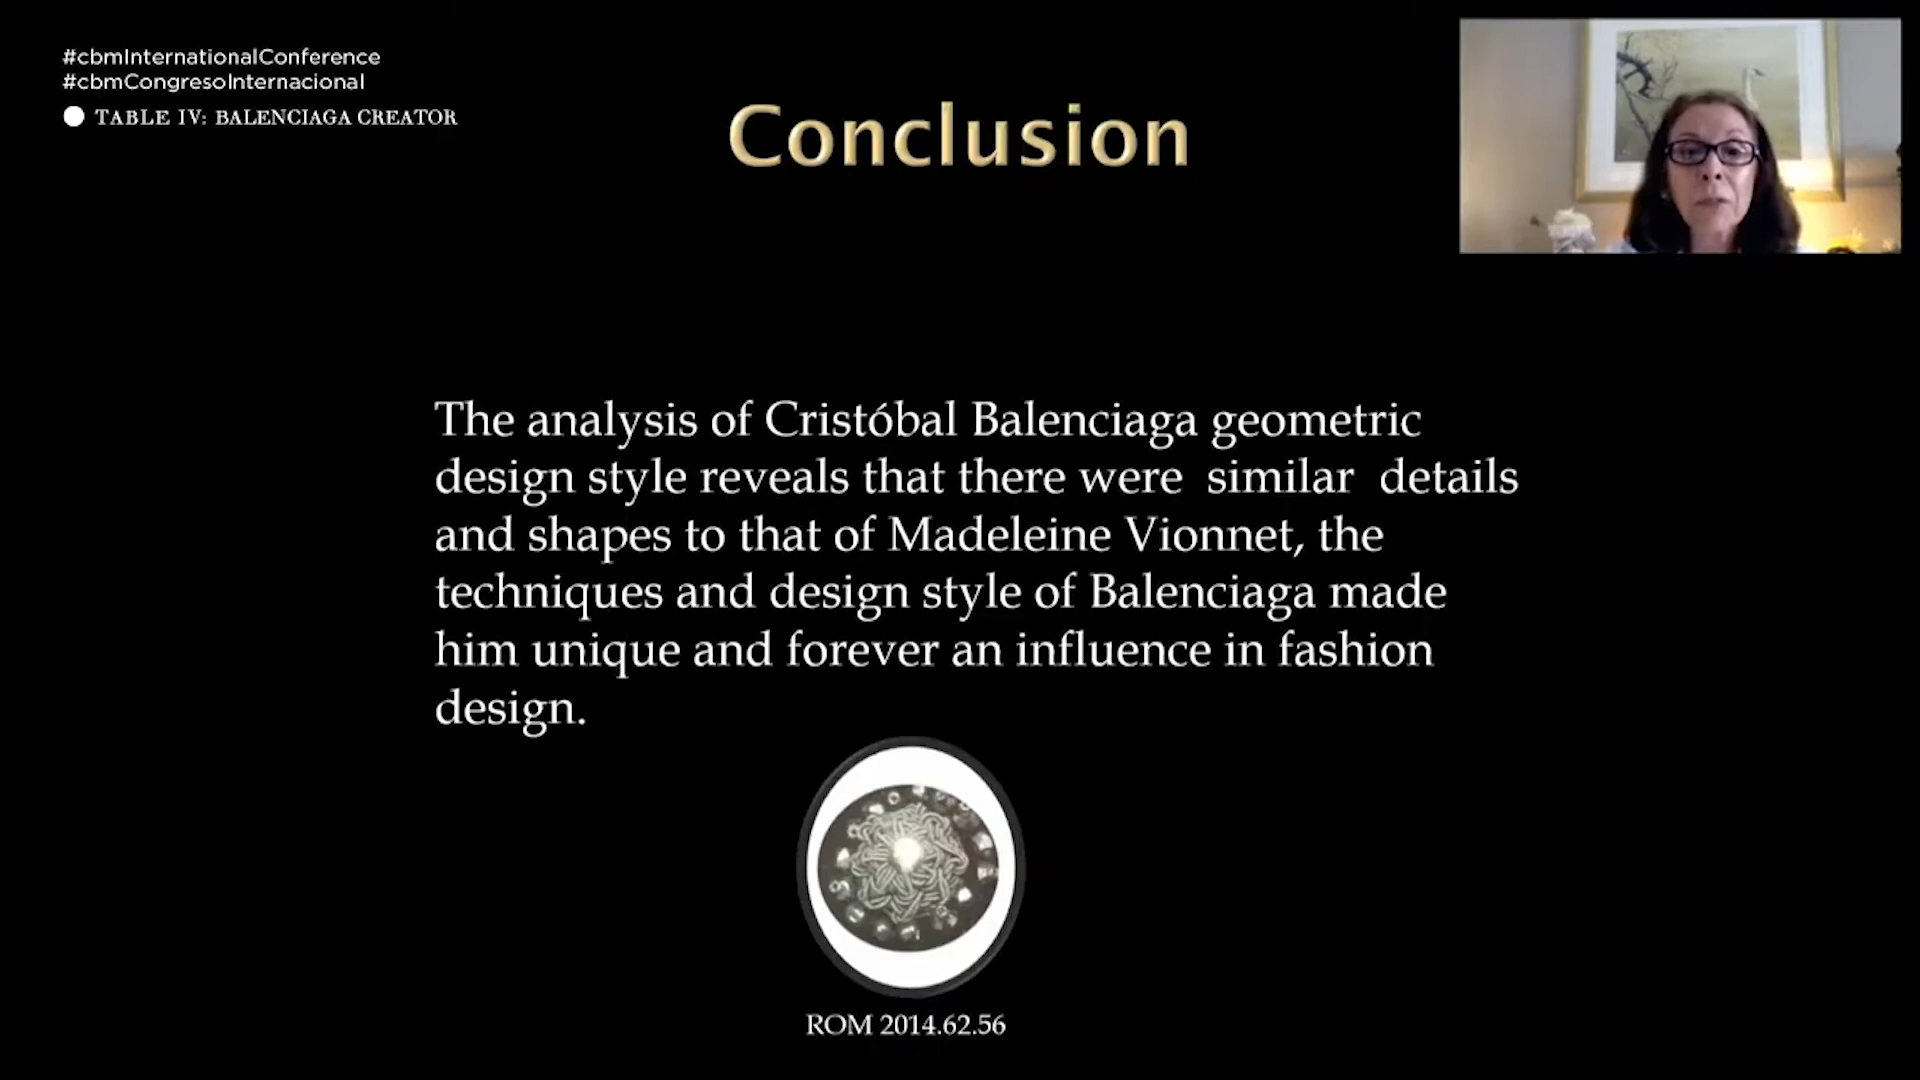 #cbmInternationalConference
#cbmCongresoInternacional
TABLE IV: BALENCIAGA CREATOR
Conclusion
The analysis of Cristóbal Balenciaga geometric
design style reveals that there were similar details
and shapes to that of Madeleine Vionnet, the
techniques and design style of Balenciaga made
him unique and forever an influence in fashion
design.
ROM 2014.62.56